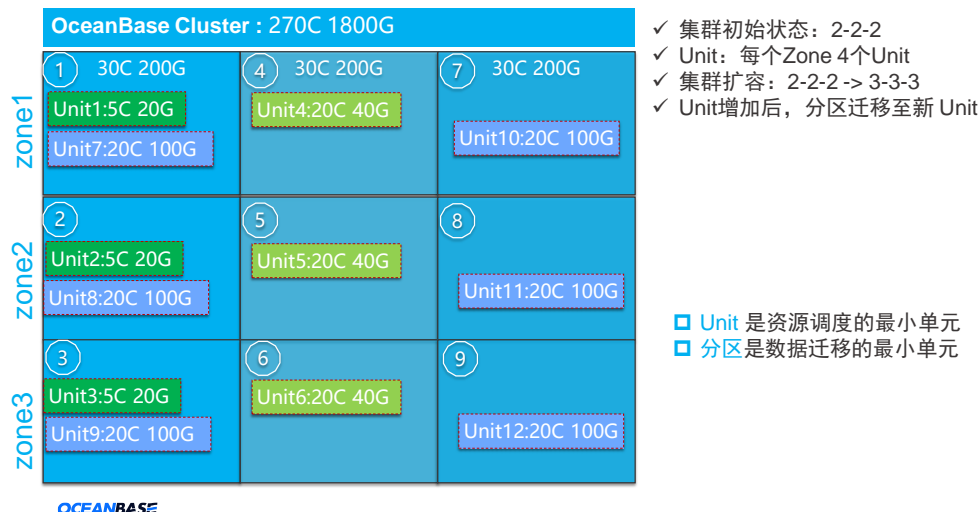 OceanBase Cluster : 270C 1800G
zone1
1 30C 200G
Unit1:5C 20G
Unit7:20C 100G
4 30C 200G
Unit4:20C 40G
7 30C 200G
Unit10:20C 100G
zone2
2
Unit2:5C 20G
Unit8:20C 100G
5
Unit5:20C 40G
8
Unit11:20C 100G
zone3
3
Unit3:5C 20G
Unit9:20C 100G
6
Unit6:20C 40G
9
Unit12:20C 100G
✓ 集群初始状态：2-2-2
✓ Unit：每个Zone 4个Unit
✓ 集群扩容：2-2-2 -> 3-3-3
✓ Unit增加后，分区迁移至新 Unit
Unit 是资源调度的最小单元
分区是数据迁移的最小单元
OCEANBASE